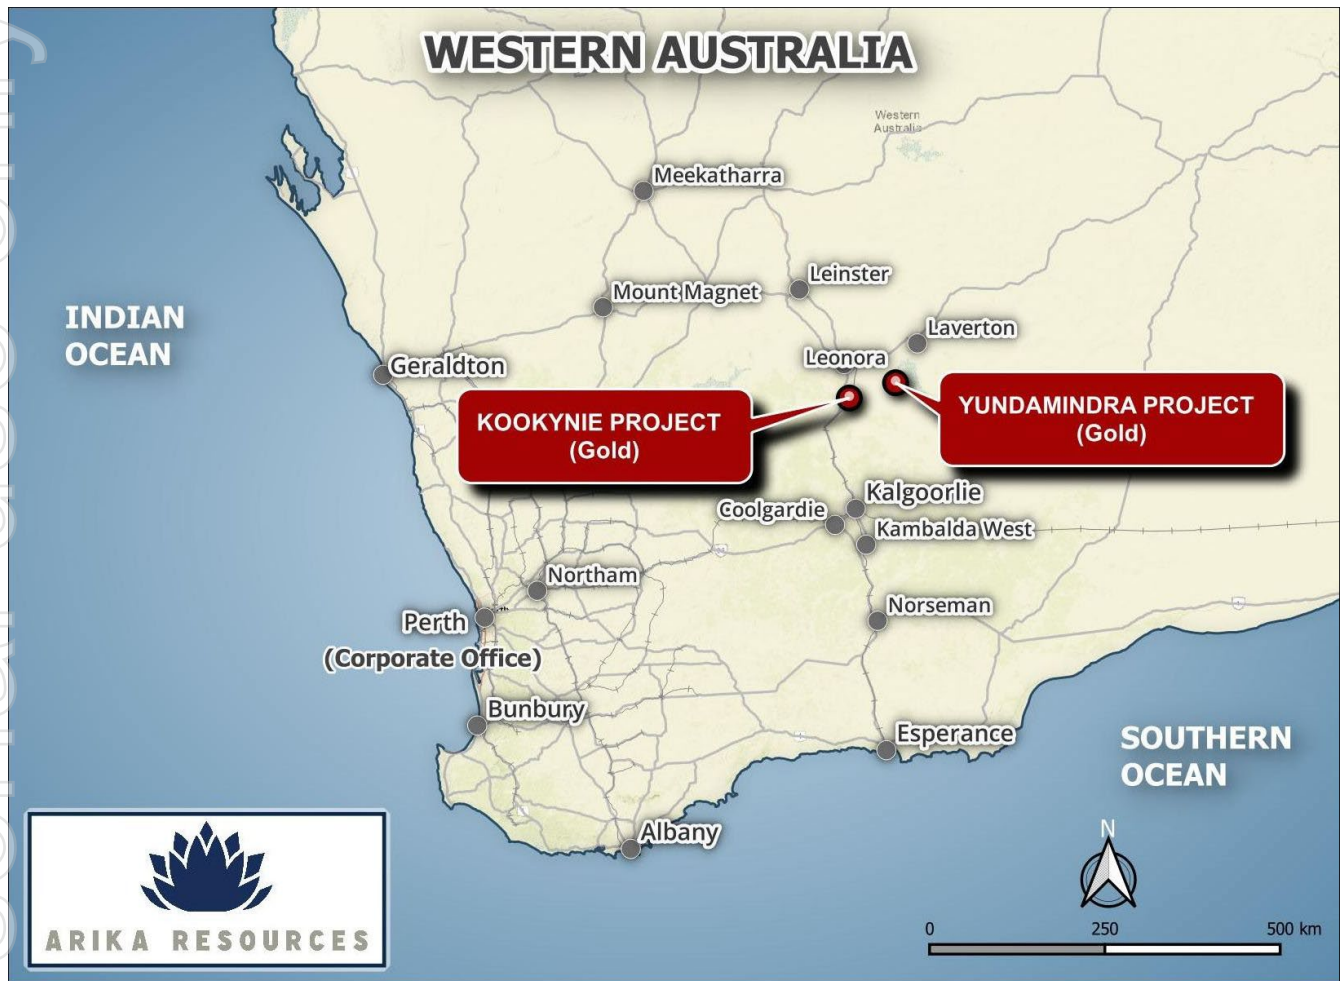 WESTERN AUSTRALIA
Western
Australia
Meekatharra
Leinster
Mount Magnet
INDIAN
OCEAN
Laverton
Leonora
Geraldton
KOOKYNIE PROJECT
(Gold)
YUNDAMINDRA PROJECT
(Gold)
Kalgoorlie
Coolgardie
Kambalda West
Northam
Norseman
Perth
(Corporate Office)
Bunbury
Esperance
SOUTHERN
OCEAN
Albany
N
0 250 500 km
ARIKA RESOURCES